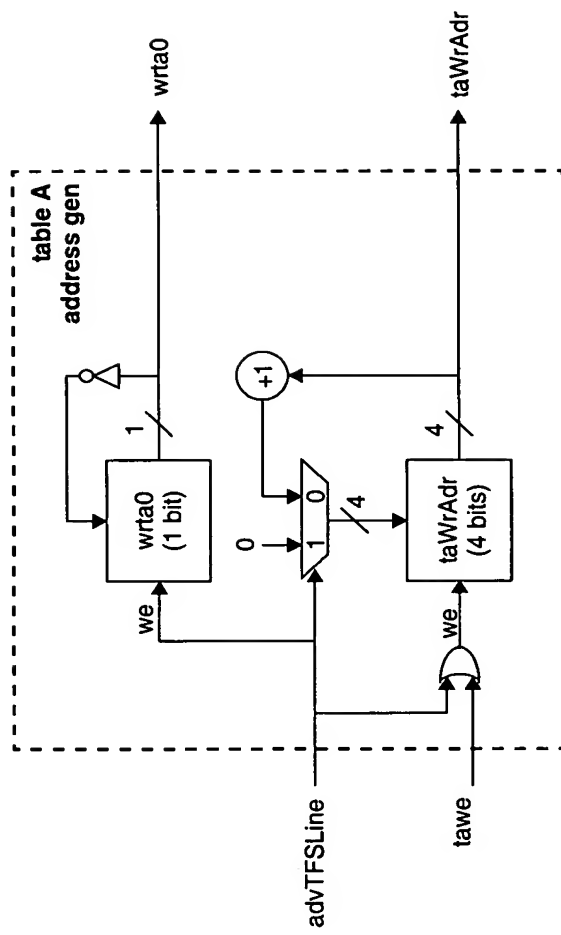 table A
address gen
wrta0
1
we
wrta0
(1 bit)
+1
0
1
0
4
advTFSLine
taWrAdr
4
we
taWrAdr
(4 bits)
tawe